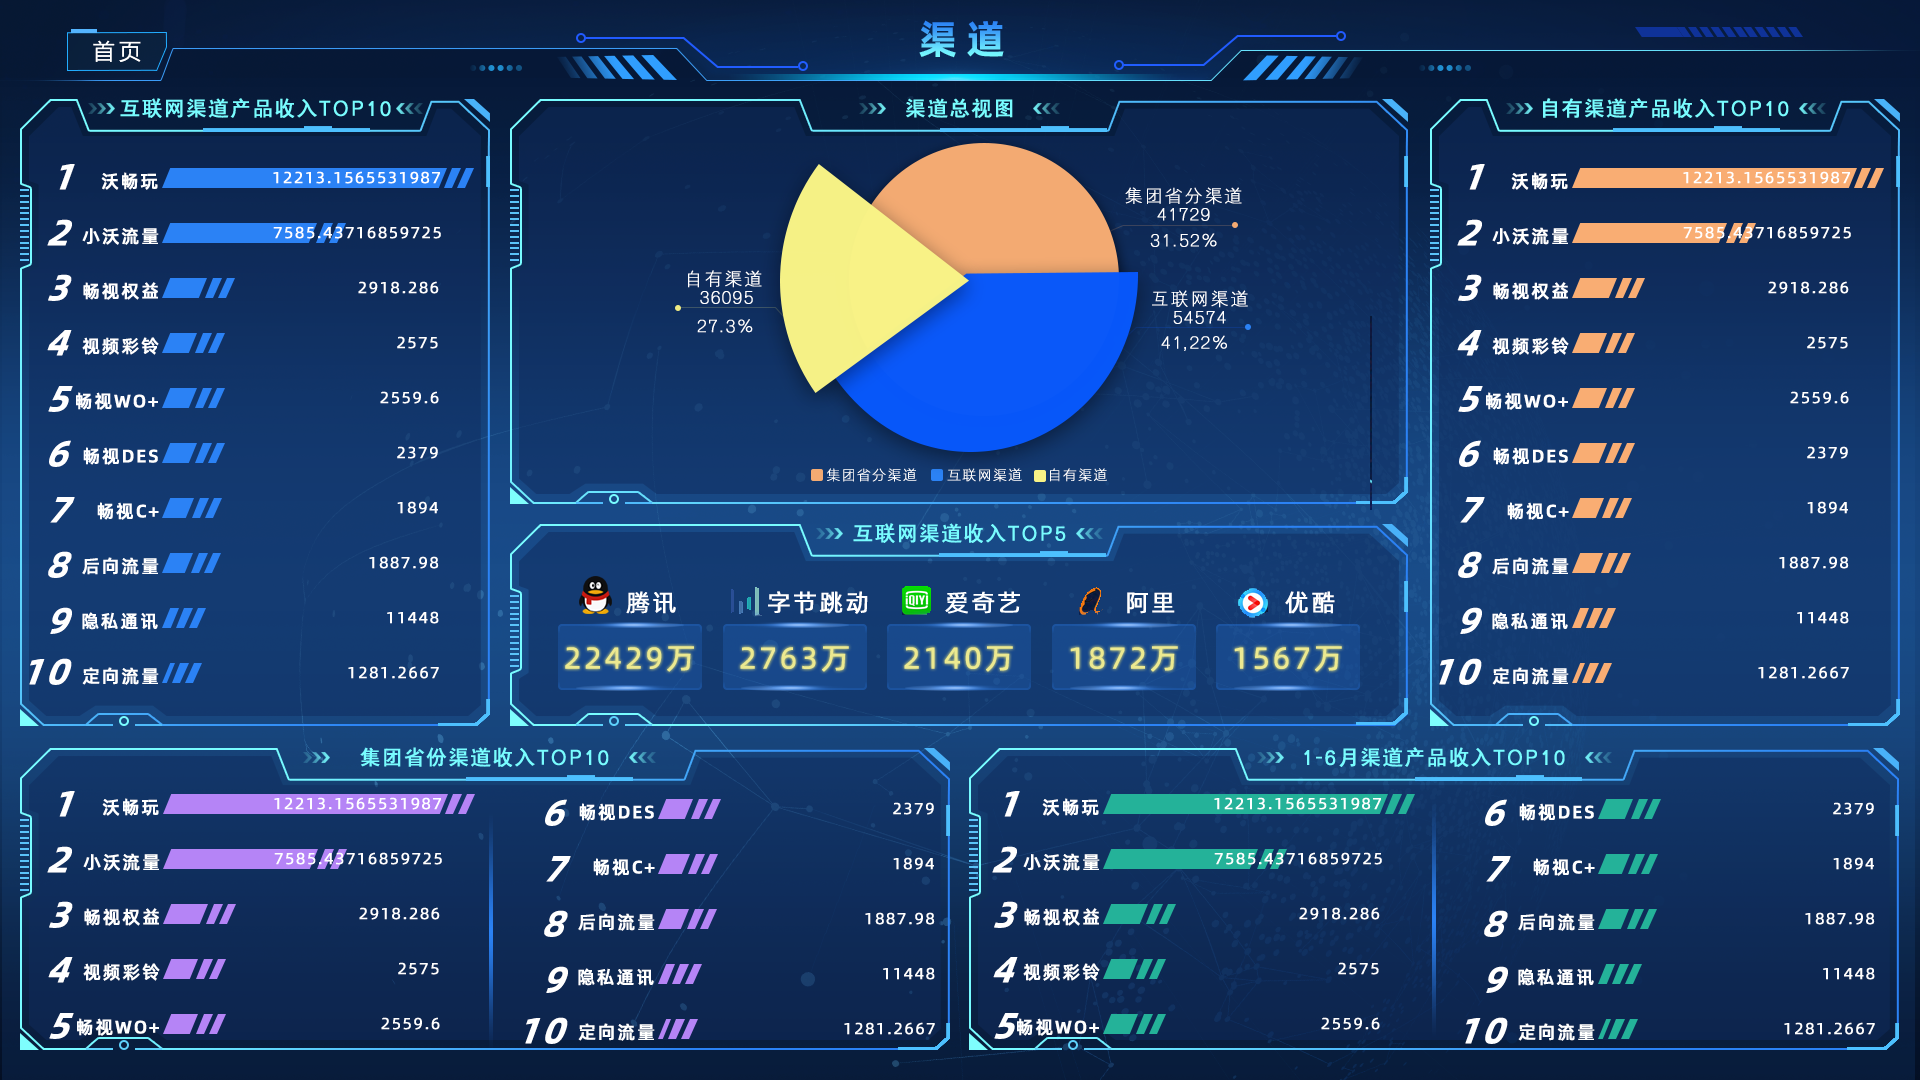 首页
渠道
互联网渠道产品收入TOP10
1 沃畅玩 12213.1565531987
2 小沃流量 7585.43716859725
3 畅视权益 2918.286
4 视频彩铃 2575
5 畅视WO+ 2559.6
6 畅视DES 2379
7 畅视C+ 1894
8 后向流量 1887.98
9 隐私通讯 11448
10 定向流量 1281.2667
渠道总视图
集团省分渠道
41729
31.52%
互联网渠道
54574
41,22%
自有渠道
36095
27.3%
集团省分渠道 互联网渠道 自有渠道
互联网渠道收入TOP5
腾讯 字节跳动 QIYI 爱奇艺 阿里 优酷
22429万 2763万 2140万 1872万 1567万
自有渠道产品收入TOP10
1 沃畅玩 12213.1565531987
2 小沃流量 7585.43716859725
3 畅视权益 2918.286
4 视频彩铃 2575
5 畅视WO+ 2559.6
6 畅视DES 2379
7 畅视C+ 1894
8 后向流量 1887.98
9 隐私通讯 11448
10 定向流量 1281.2667
集团省份渠道收入TOP10
1 沃畅玩 12213.1565531987
2 小沃流量 7585.43716859725
3 畅视权益 2918.286
4 视频彩铃 2575
5 畅视WO+ 2559.6
6 畅视DES 2379
7 畅视C+ 1894
8 后向流量 1887.98
9 隐私通讯 11448
10 定向流量 1281.2667
1-6月渠道产品收入TOP10
1 沃畅玩 12213.1565531987
2 小沃流量 7585.43716859725
3 畅视权益 2918.286
4 视频彩铃 2575
5 畅视WO+ 2559.6
6 畅视DES 2379
7 畅视C+ 1894
8 后向流量 1887.98
9 隐私通讯 11448
10 定向流量 1281.2667